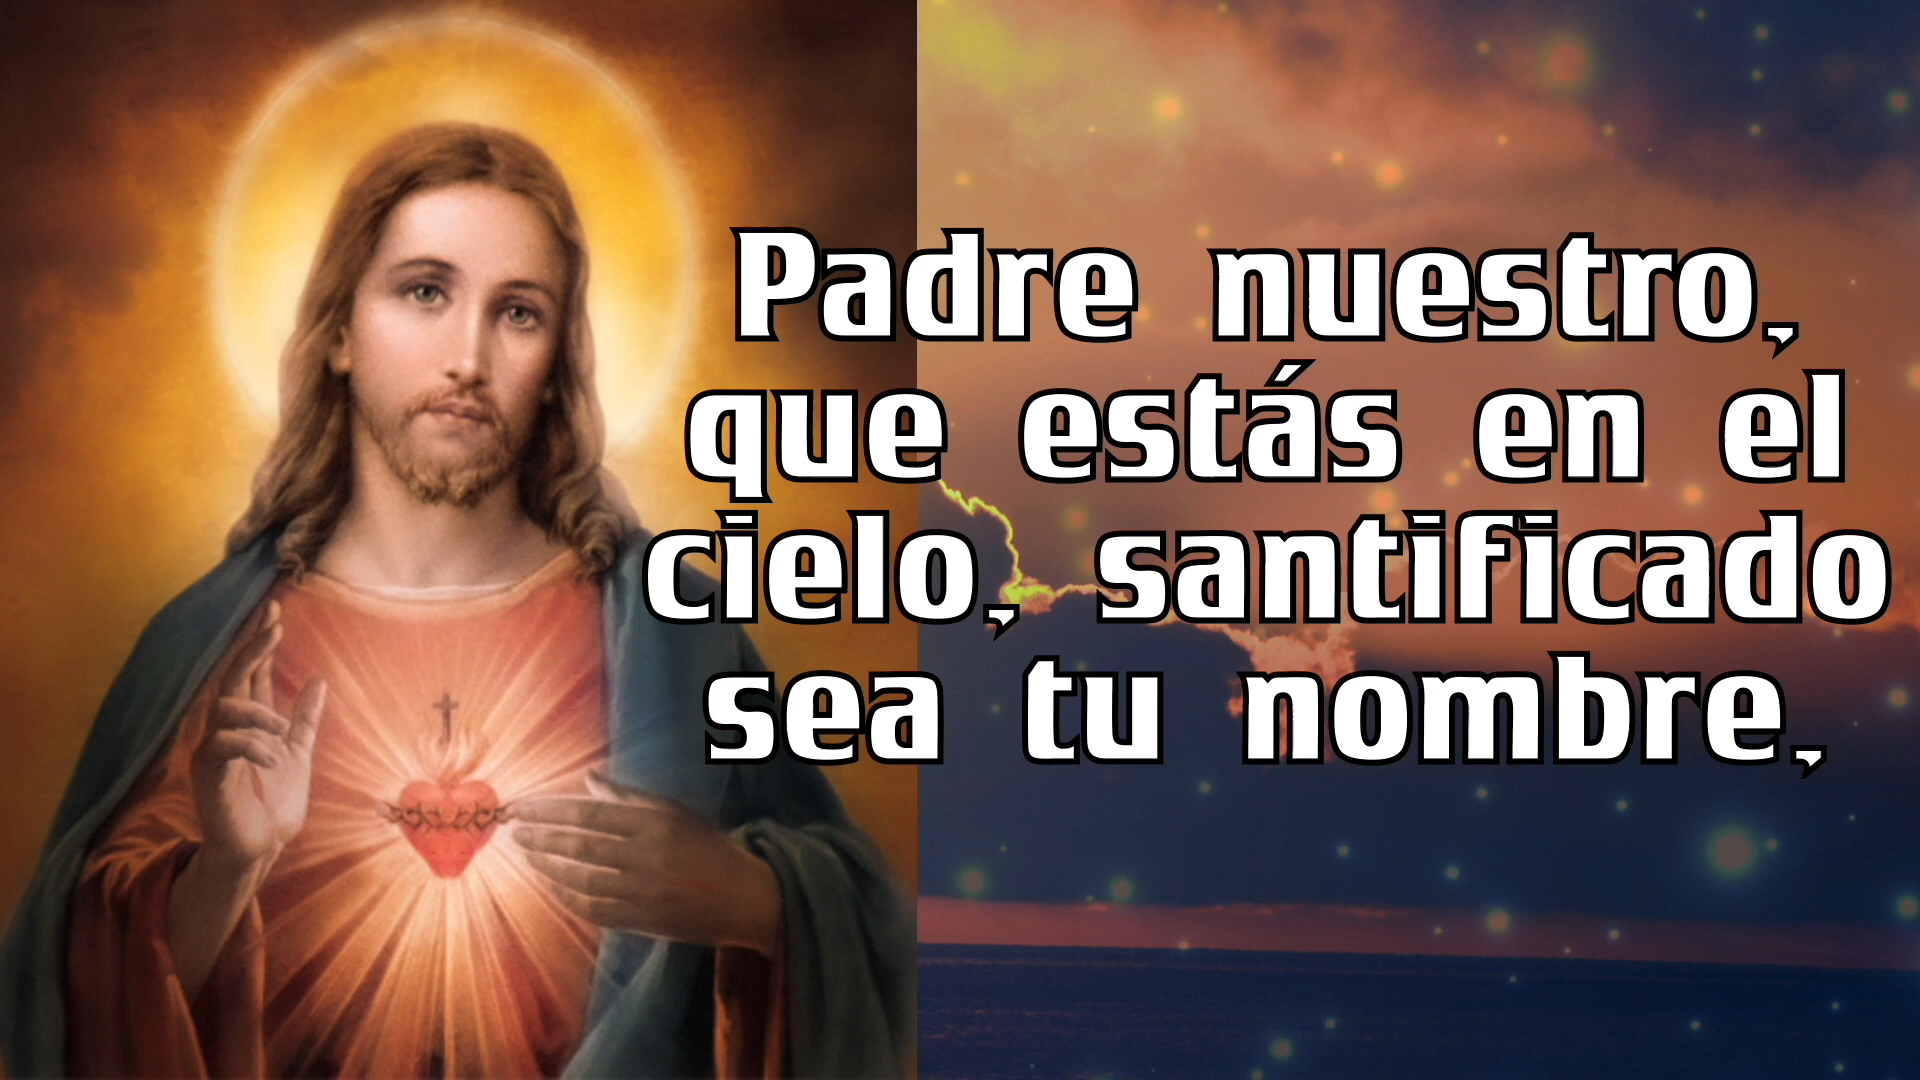 Padre nuestro,
que estás en el
cielo, santificado
sea tu nombre,